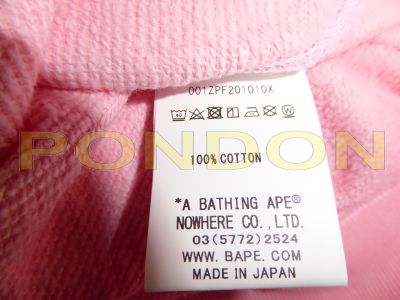 001ZPF201010X
PONDON
100% COTTON
*A BATHING APE®
NOWHERE CO.,LTD.
03(5772)2524
WWW.BAPE.COM
MADE IN JAPAN